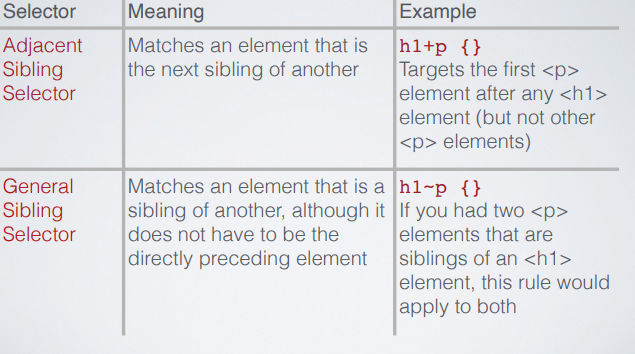 Selector Meaning Example
Adjacent
Sibling
Selector
Matches an element that is
the next sibling of another
h1+p {}
Targets the first <p>
element after any <h1>
element (but not other
<p> elements)
General
Sibling
Selector
Matches an element that is a
sibling of another, although it
does not have to be the
directly preceding element
h1~p {}
If you had two <p>
elements that are
siblings of an <h1>
element, this rule would
apply to both